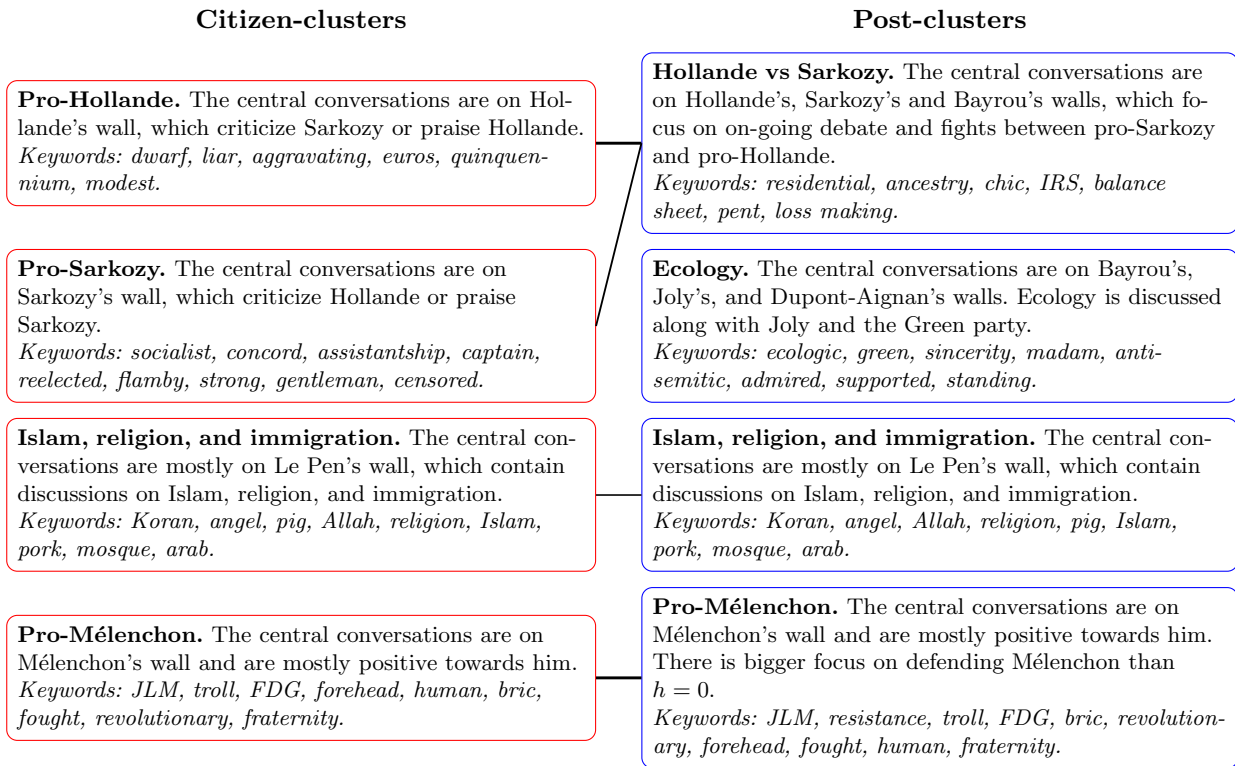 Citizen-clusters
Pro-Hollande. The central conversations are on Hol-
lande's wall, which criticize Sarkozy or praise Hollande.
Keywords: dwarf, liar, aggravating, euros, quinquen-
nium, modest.
Pro-Sarkozy. The central conversations are on
Sarkozy's wall, which criticize Hollande or praise
Sarkozy.
Keywords: socialist, concord, assistantship, captain,
reelected, flamby, strong, gentleman, censored.
Islam, religion, and immigration. The central con-
versations are mostly on Le Pen's wall, which contain
discussions on Islam, religion, and immigration.
Keywords: Koran, angel, pig, Allah, religion, Islam,
pork, mosque, arab.
Pro-Mélenchon. The central conversations are on
Mélenchon's wall and are mostly positive towards him.
Keywords: JLM, troll, FDG, forehead, human, bric,
fought, revolutionary, fraternity.
Post-clusters
Hollande vs Sarkozy. The central conversations are
on Hollande's, Sarkozy's and Bayrou's walls, which fo-
cus on on-going debate and fights between pro-Sarkozy
and pro-Hollande.
Keywords: residential, ancestry, chic, IRS, balance
sheet, pent, loss making.
Ecology. The central conversations are on Bayrou's,
Joly's, and Dupont-Aignan's walls. Ecology is discussed
along with Joly and the Green party.
Keywords: ecologic, green, sincerity, madam, anti-
semitic, admired, supported, standing.
Islam, religion, and immigration. The central con-
versations are mostly on Le Pen's wall, which contain
discussions on Islam, religion, and immigration.
Keywords: Koran, angel, Allah, religion, pig, Islam,
pork, mosque, arab.
Pro-Mélenchon. The central conversations are on
Mélenchon's wall and are mostly positive towards him.
There is bigger focus on defending Mélenchon than
h = 0.
Keywords: JLM, resistance, troll, FDG, bric, revolution-
ary, forehead, fought, human, fraternity.